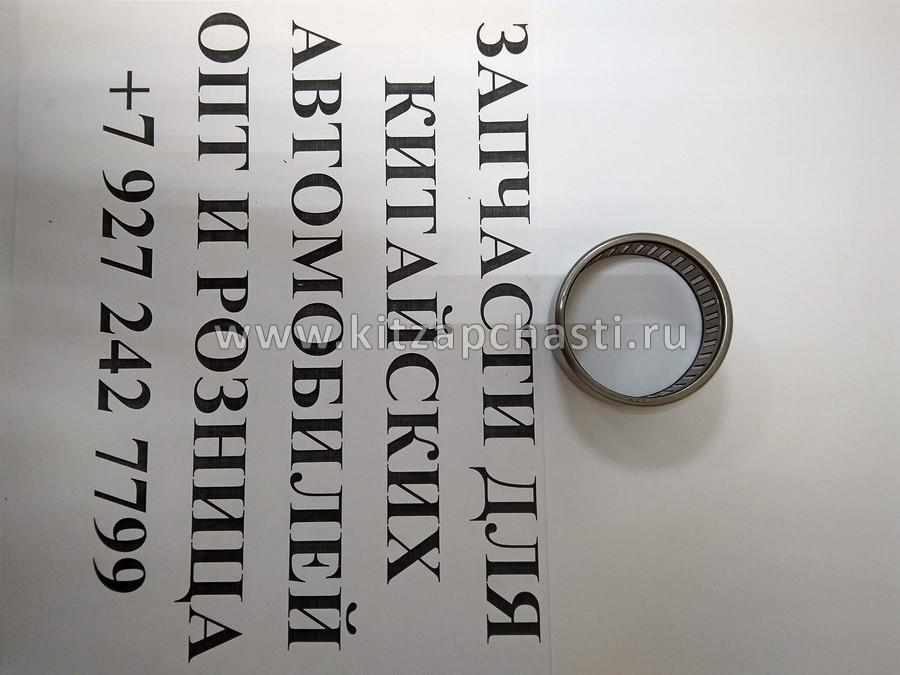 ЗАПЧАСТИ ДЛЯ
КИТАЙСКИХ
АВТОМОБИЛЕЙ
ОПТ И РОЗНИЦА
+7 927 242 7799
www.kitzapchasti.ru